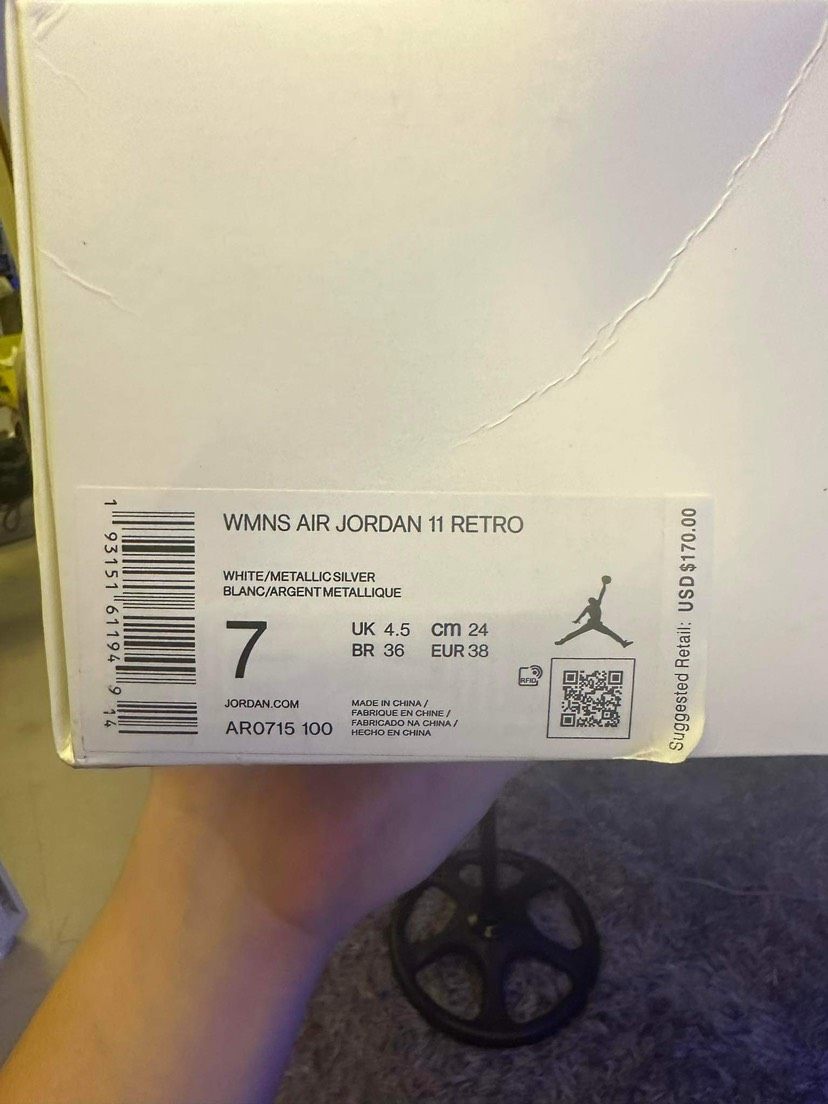 WMNS AIR JORDAN 11 RETRO
WHITE/METALLIC SILVER
BLANC/ARGENT METALLIQUE
7
UK 4.5 cm 24
BR 36 EUR 38
JORDAN.COM
AR0715 100
MADE IN CHINA /
FABRIQUE EN CHINE /
FABRICADO NA CHINA /
HECHO EN CHINA
RFID
1 93151 61194 9 14
Suggested Retail: USD $170.00